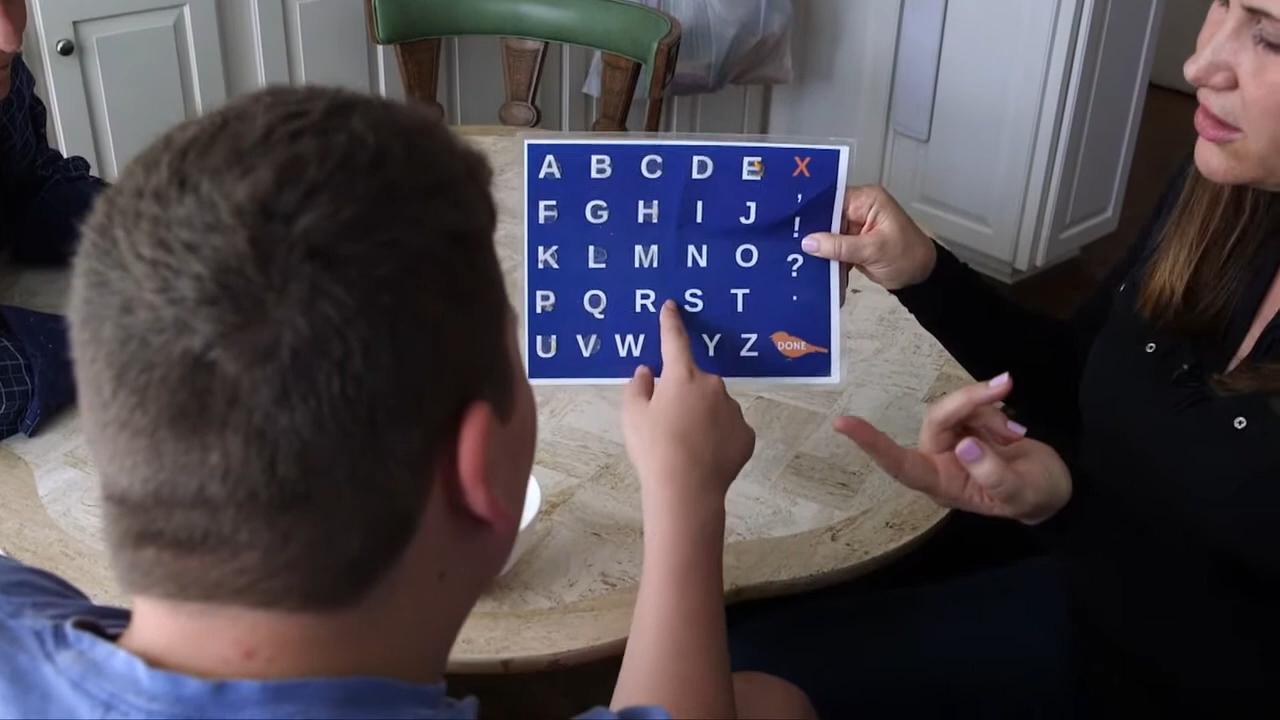 A B C D E X
F G H I J ,
!
K L M N O ?
P Q R S T .
U V W Y Z DONE